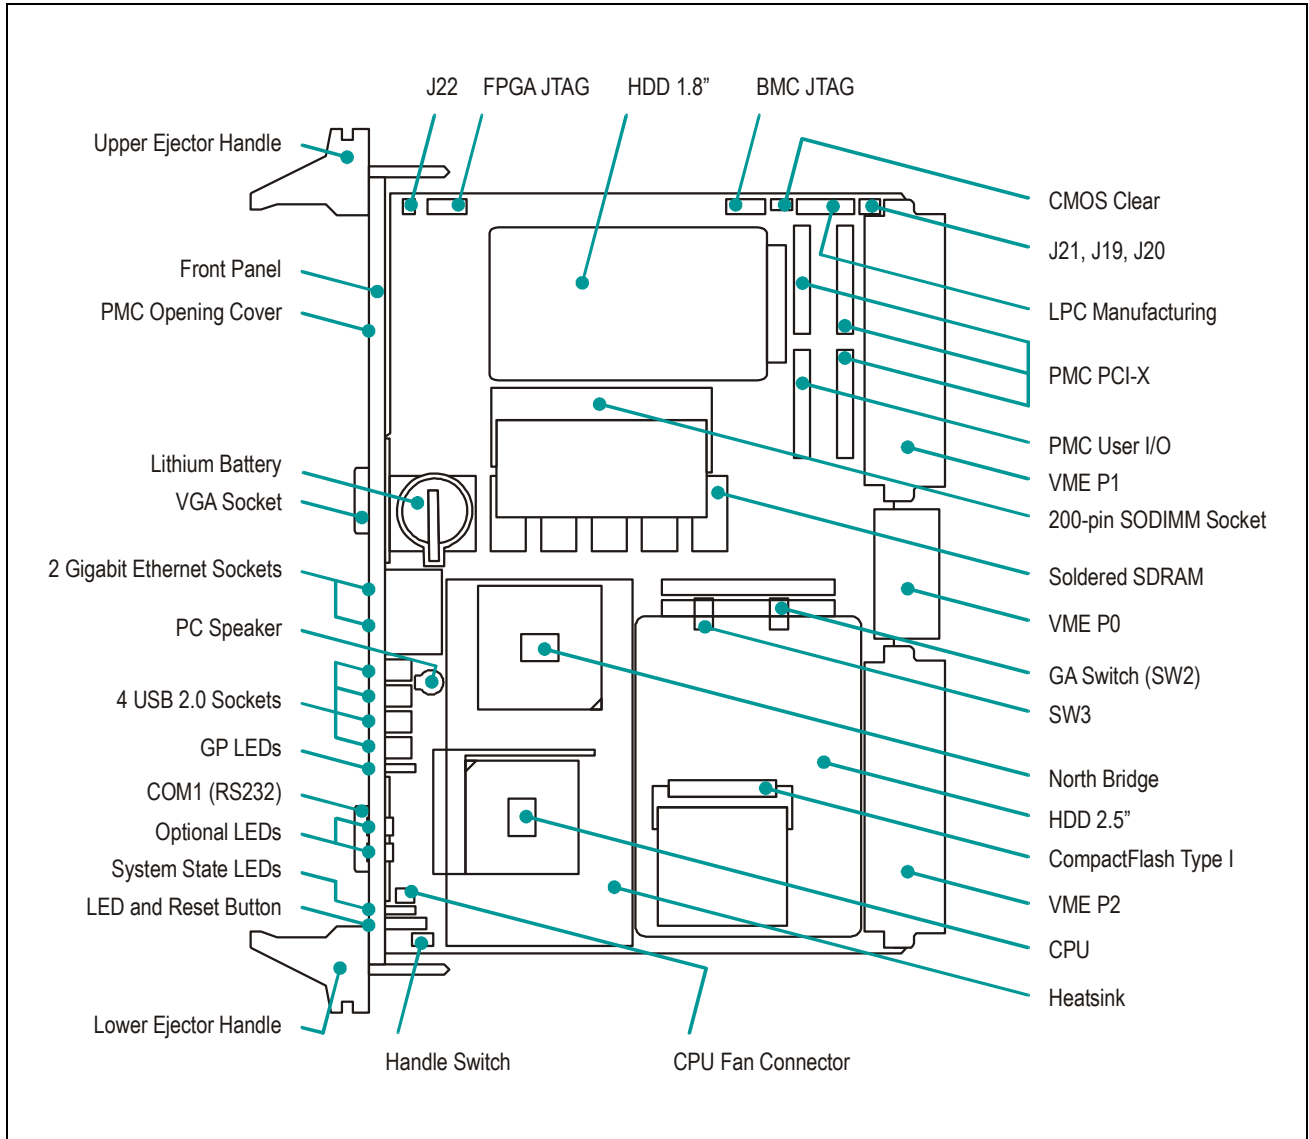 J22
FPGA JTAG
HDD 1.8”
BMC JTAG
Upper Ejector Handle
Front Panel
PMC Opening Cover
Lithium Battery
VGA Socket
2 Gigabit Ethernet Sockets
PC Speaker
4 USB 2.0 Sockets
GP LEDs
COM1 (RS232)
Optional LEDs
System State LEDs
LED and Reset Button
Lower Ejector Handle
CMOS Clear
J21, J19, J20
LPC Manufacturing
PMC PCI-X
PMC User I/O
VME P1
200-pin SODIMM Socket
Soldered SDRAM
VME P0
GA Switch (SW2)
SW3
North Bridge
HDD 2.5”
CompactFlash Type I
VME P2
CPU
Heatsink
Handle Switch
CPU Fan Connector